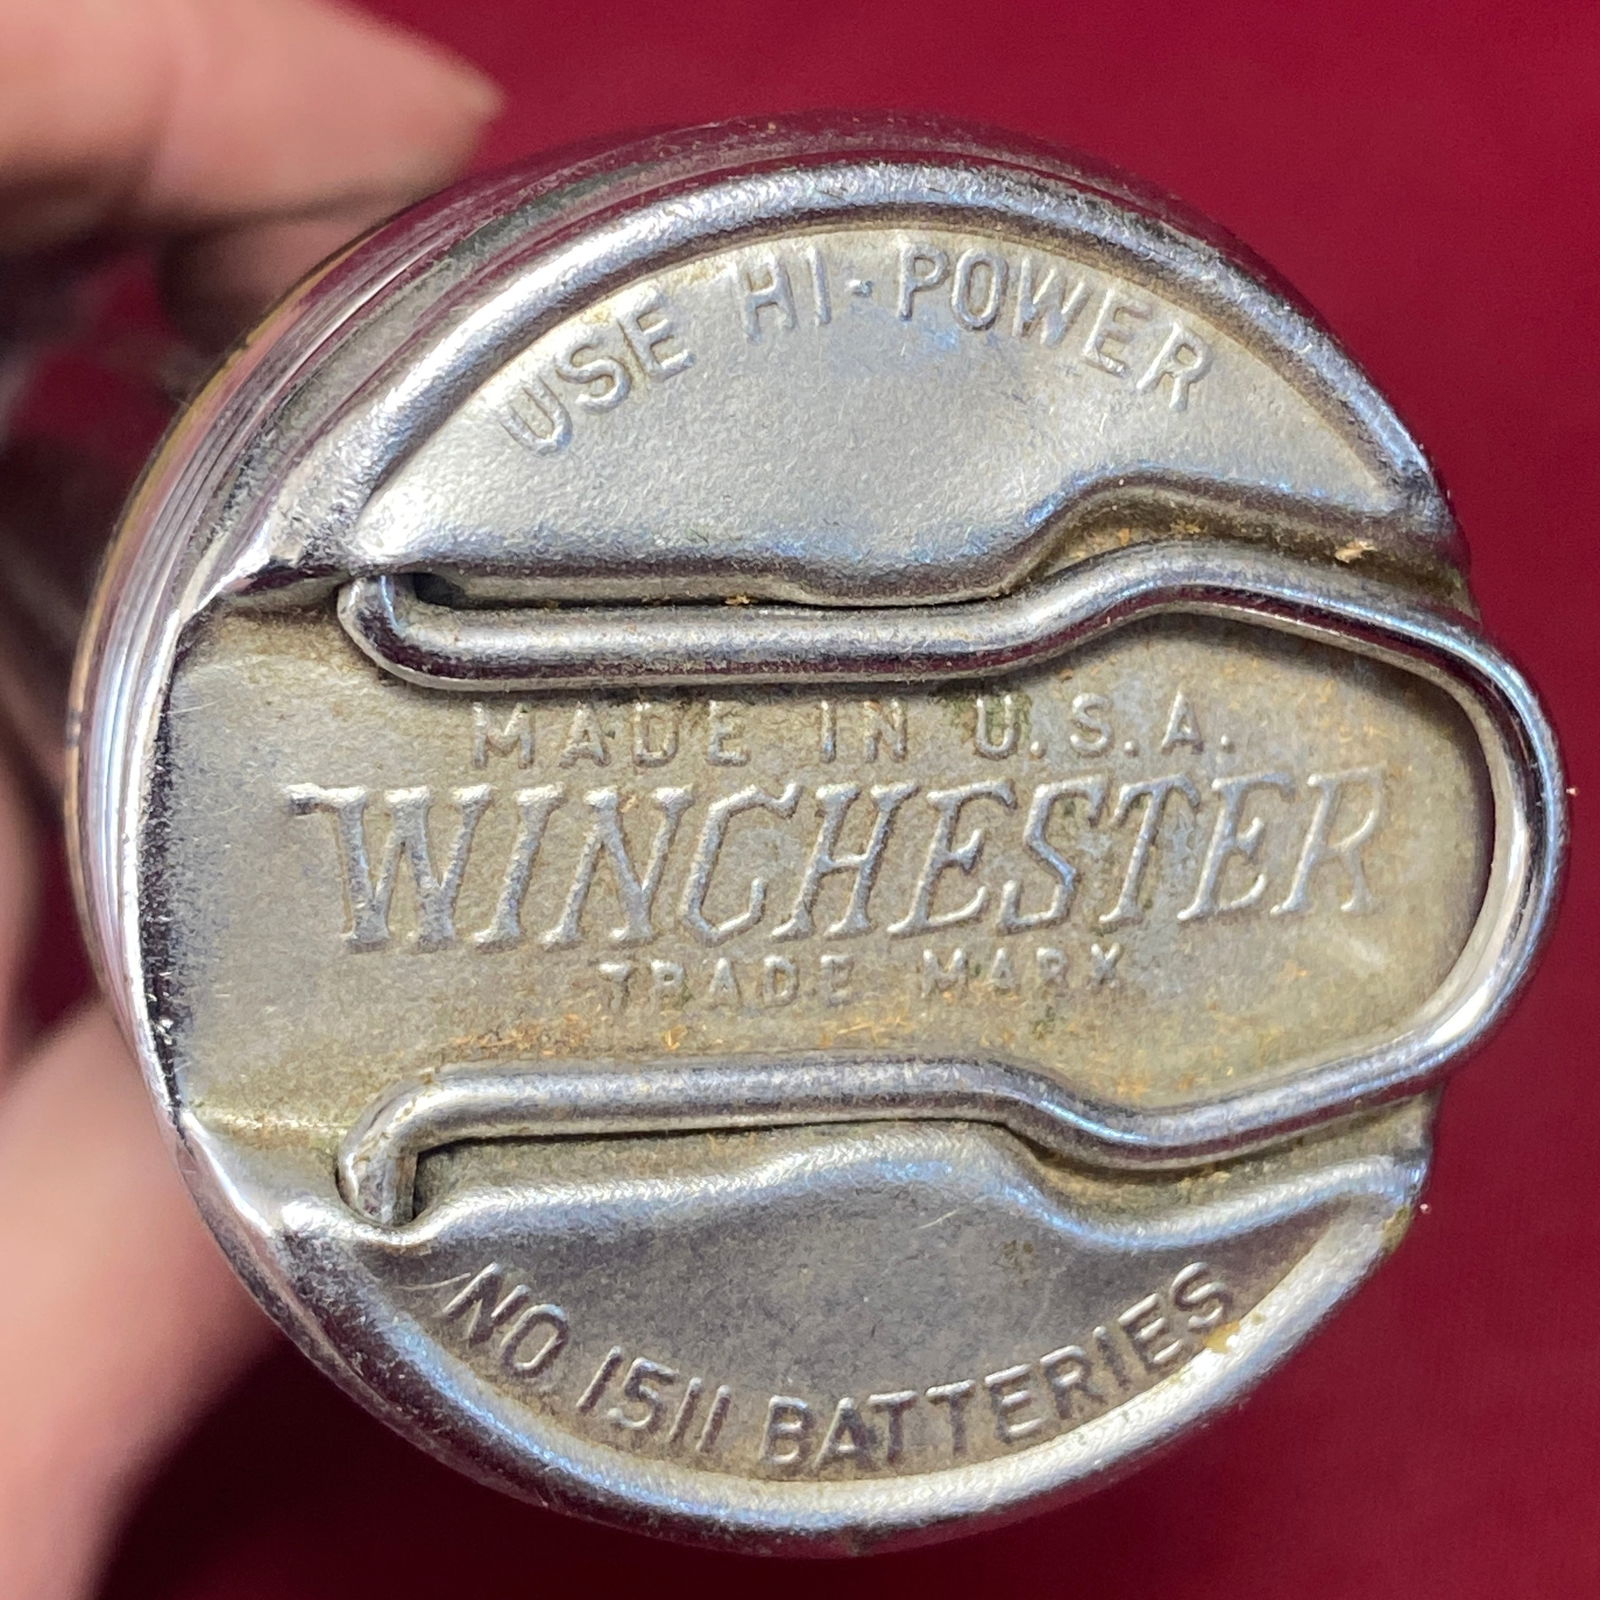 USE HI-POWER
MADE IN U.S.A.
WINCHESTER
TRADE MARK
NO 1511 BATTERIES